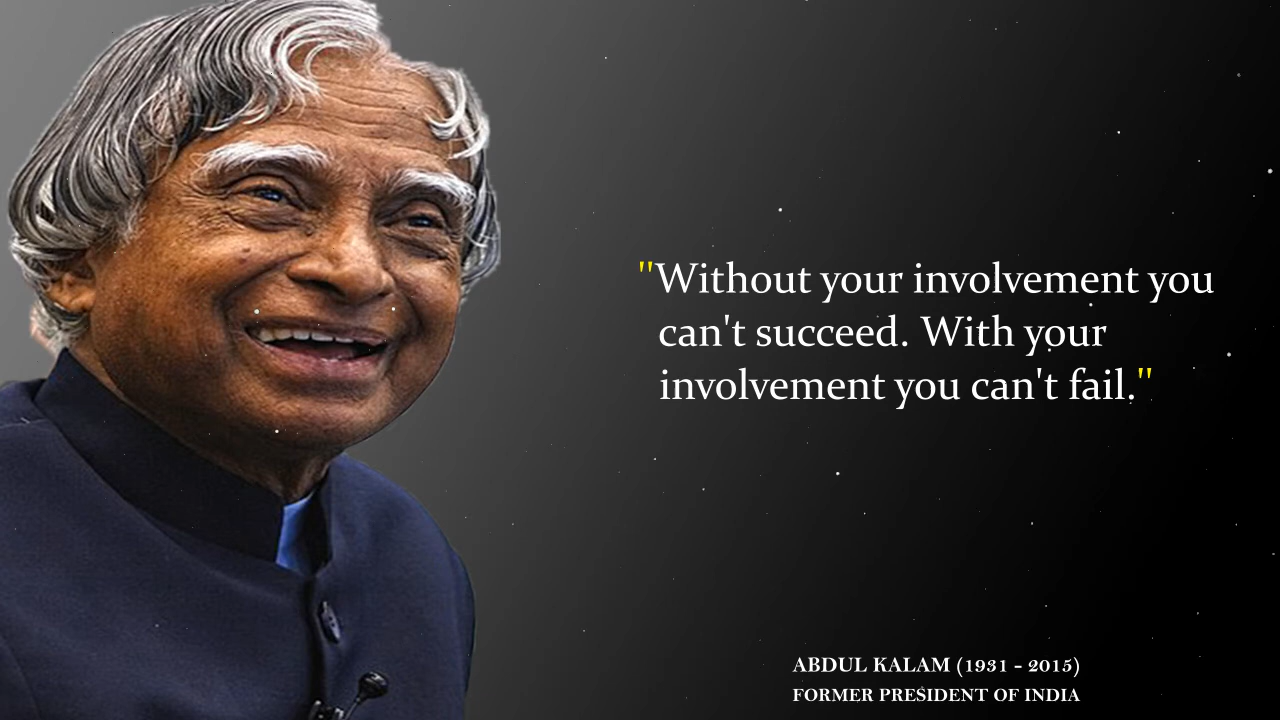 "Without your involvement you
can't succeed. With your
involvement you can't fail."
ABDUL KALAM (1931 - 2015)
FORMER PRESIDENT OF INDIA